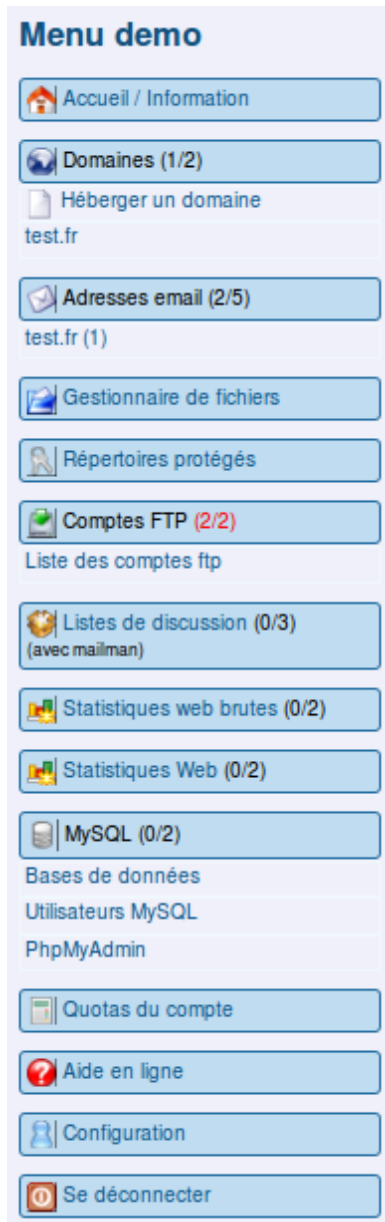 Menu demo
Accueil / Information
Domaines (1/2)
Héberger un domaine
test.fr
Adresses email (2/5)
test.fr (1)
Gestionnaire de fichiers
Répertoires protégés
Comptes FTP (2/2)
Liste des comptes ftp
Listes de discussion (0/3)
(avec mailman)
Statistiques web brutes (0/2)
Statistiques Web (0/2)
MySQL (0/2)
Bases de données
Utilisateurs MySQL
PhpMyAdmin
Quotas du compte
Aide en ligne
Configuration
Se déconnecter